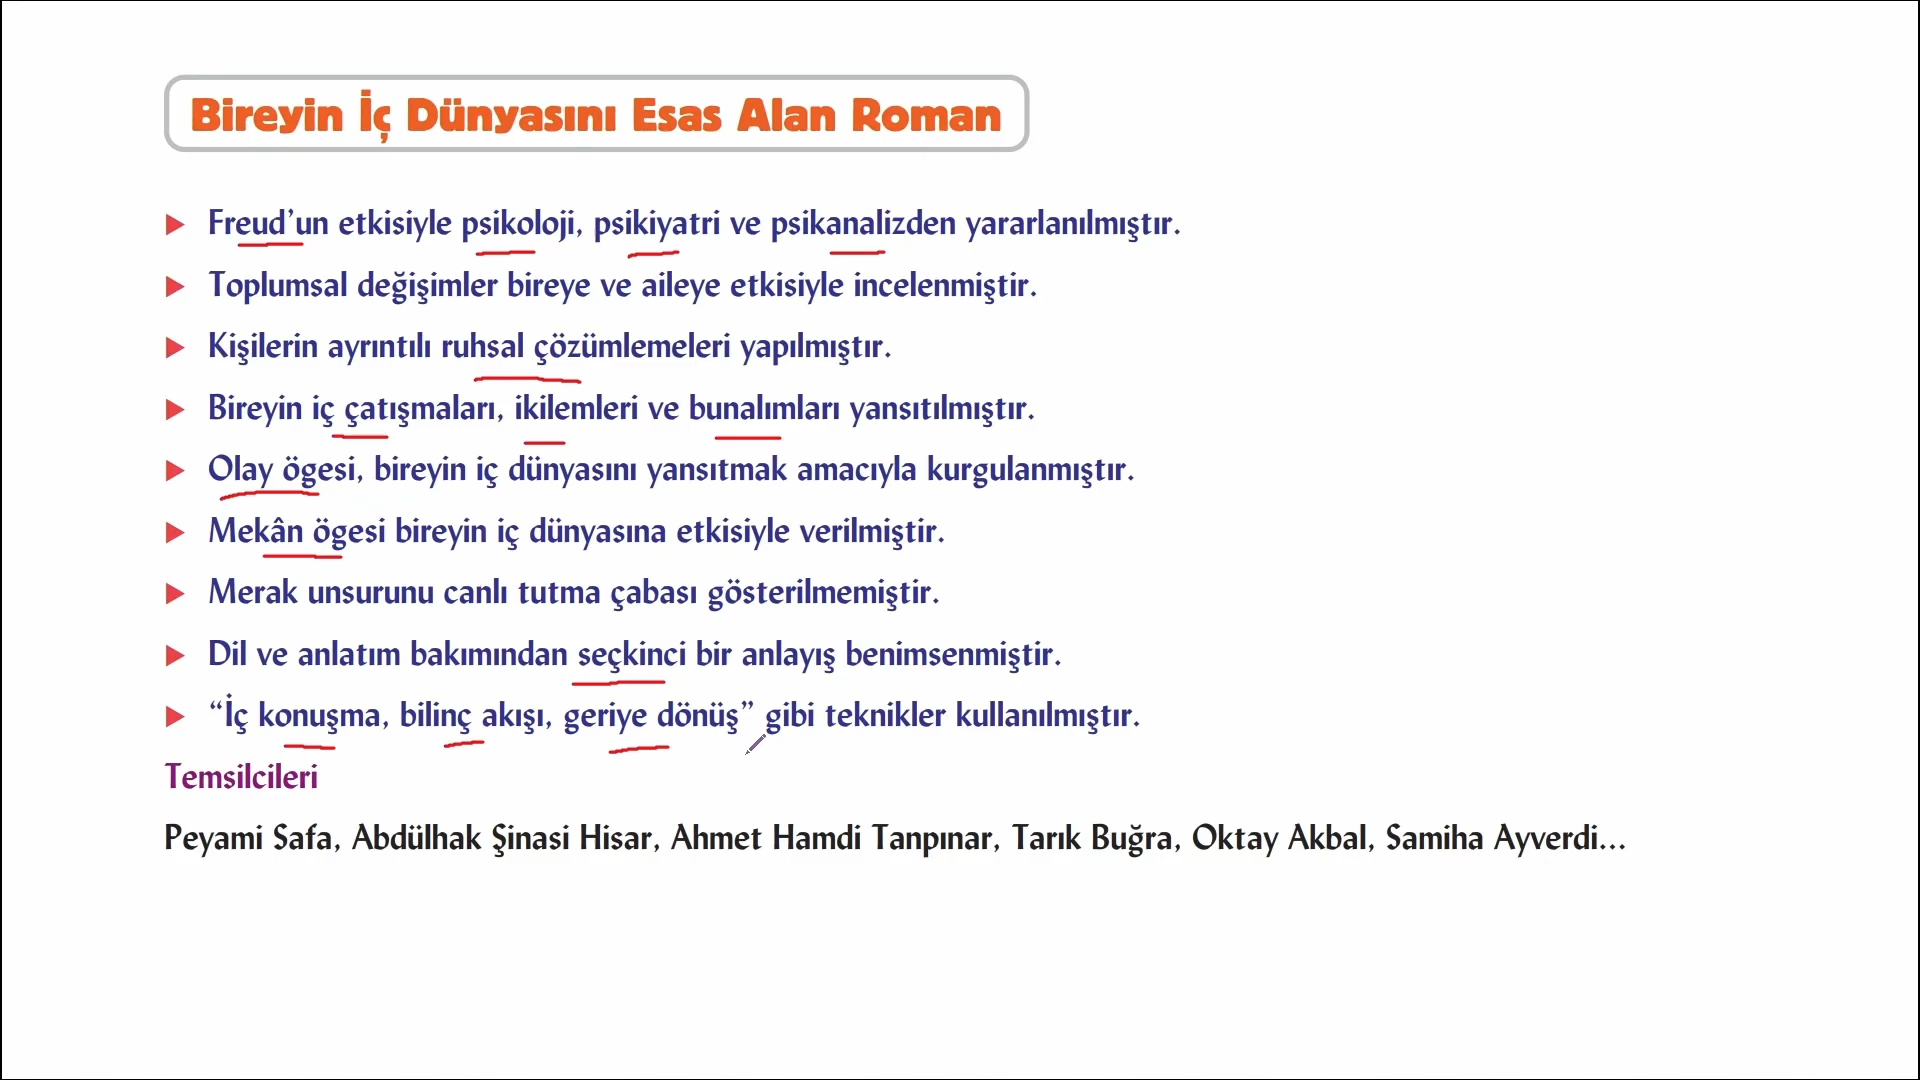 Bireyin İç Dünyasını Esas Alan Roman
Freud’un etkisiyle psikoloji, psikiyatri ve psikanalizden yararlanılmıştır.
Toplumsal değişimler bireye ve aileye etkisiyle incelenmiştir.
Kişilerin ayrıntılı ruhsal çözümlemeleri yapılmıştır.
Bireyin iç çatışmaları, ikilemleri ve bunalımları yansıtılmıştır.
Olay ögesi, bireyin iç dünyasını yansıtmak amacıyla kurgulanmıştır.
Mekân ögesi bireyin iç dünyasına etkisiyle verilmiştir.
Merak unsurunu canlı tutma çabası gösterilmemiştir.
Dil ve anlatım bakımından seçkinci bir anlayış benimsenmiştir.
“İç konuşma, bilinç akışı, geriye dönüş” gibi teknikler kullanılmıştır.
Temsilcileri
Peyami Safa, Abdülhak Şinasi Hisar, Ahmet Hamdi Tanpınar, Tarık Buğra, Oktay Akbal, Samiha Ayverdi...